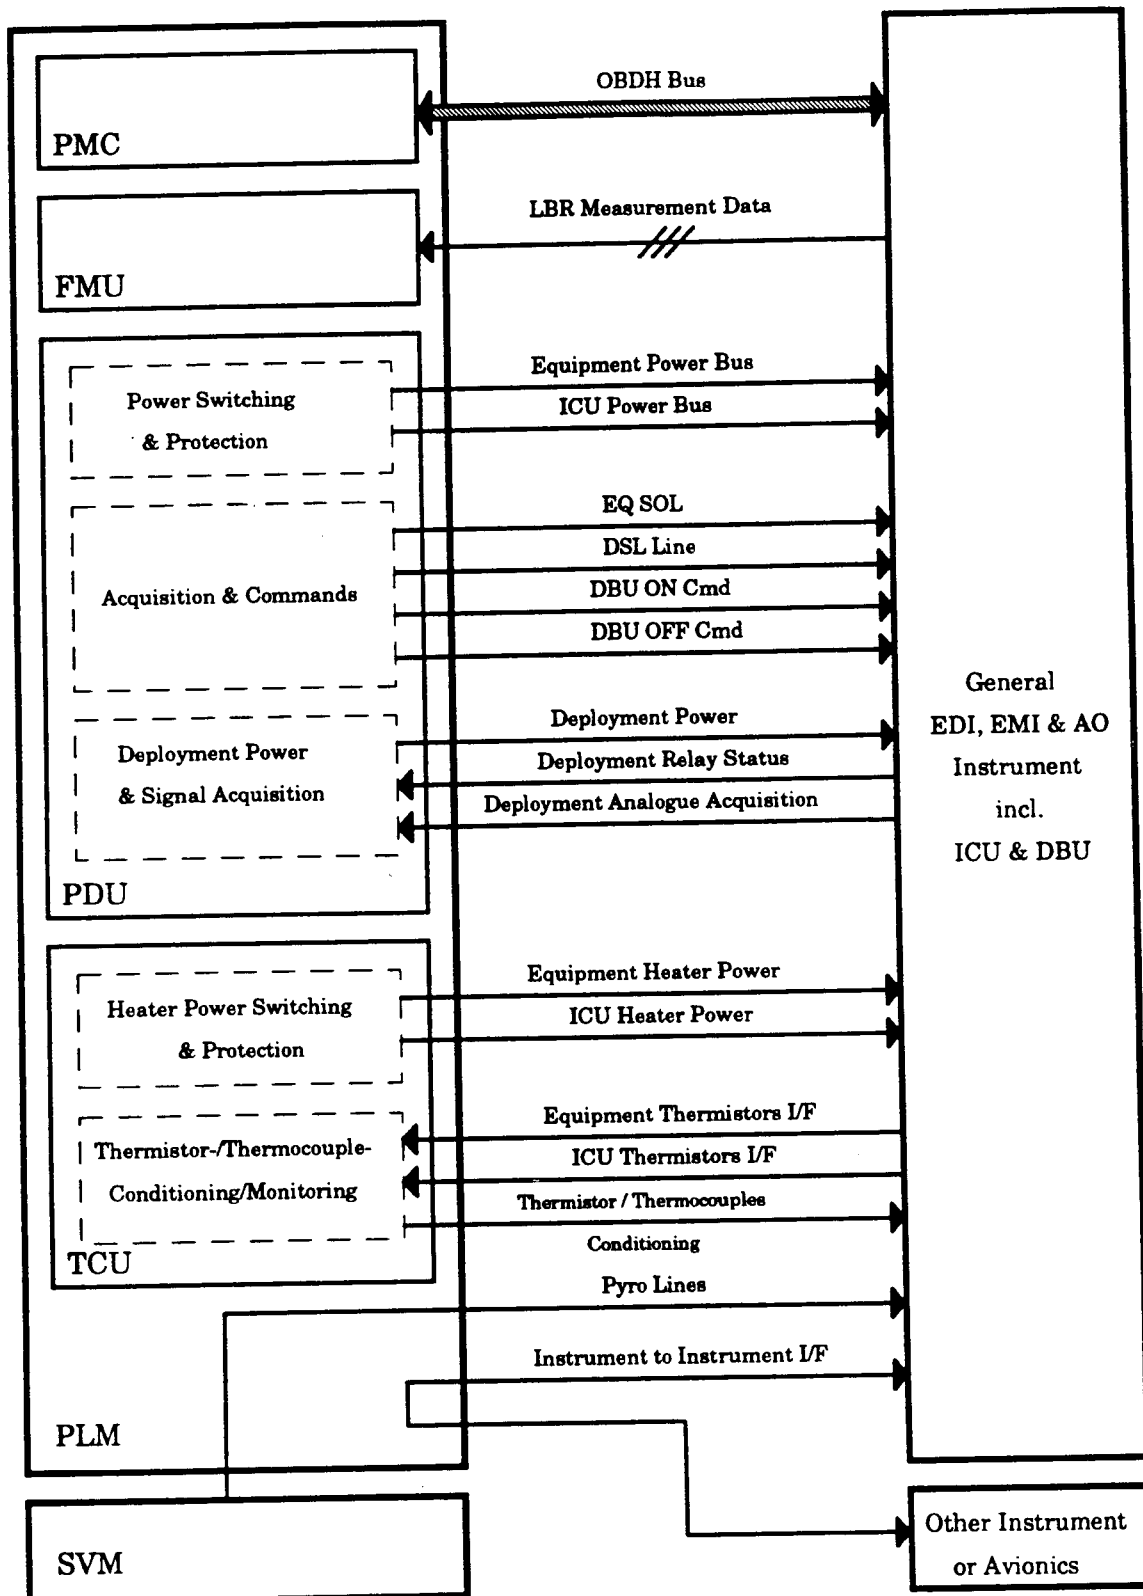 OBDH Bus
PMC
LBR Measurement Data
FMU
Equipment Power Bus
Power Switching
& Protection
ICU Power Bus
EQ SOL
DSL Line
Acquisition & Commands
DBU ON Cmd
DBU OFF Cmd
General
EDI, EMI & AO
Instrument
incl.
ICU & DBU
Deployment Power
Deployment Power
& Signal Acquisition
Deployment Relay Status
Deployment Analogue Acquisition
PDU
Equipment Heater Power
Heater Power Switching
& Protection
ICU Heater Power
Equipment Thermistors I/F
Thermistor-/Thermocouple-
Conditioning/Monitoring
ICU Thermistors I/F
Thermistor / Thermocouples
Conditioning
TCU
Pyro Lines
Instrument to Instrument I/F
PLM
Other Instrument
or Avionics
SVM